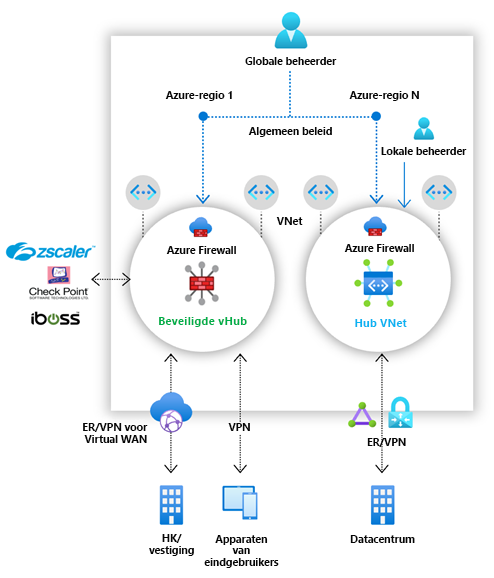 Globale beheerder
Azure-regio 1
Azure-regio N
Algemeen beleid
Lokale beheerder
VNet
Azure Firewall
Beveiligde vHub
Azure Firewall
Hub VNet
zscaler™
Check Point
SOFTWARE TECHNOLOGIES LTD.
iboss
ER/VPN voor
Virtual WAN
VPN
ER/VPN
HK/
vestiging
Apparaten
van
eindgebruikers
Datacentrum